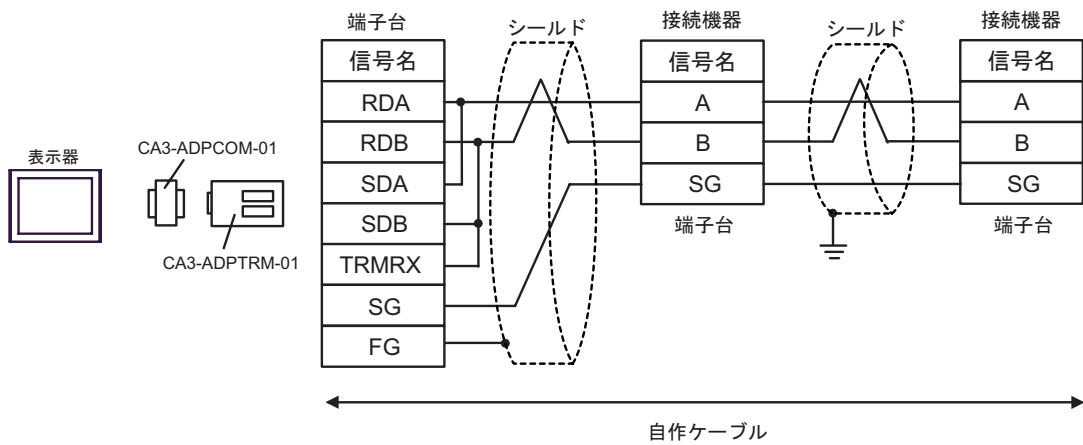 表示器
CA3-ADPCOM-01
CA3-ADPTRM-01
端子台
信号名
RDA
RDB
SDA
SDB
TRMRX
SG
FG
シールド
接続機器
信号名
A
B
SG
端子台
シールド
接続機器
信号名
A
B
SG
端子台
自作ケーブル